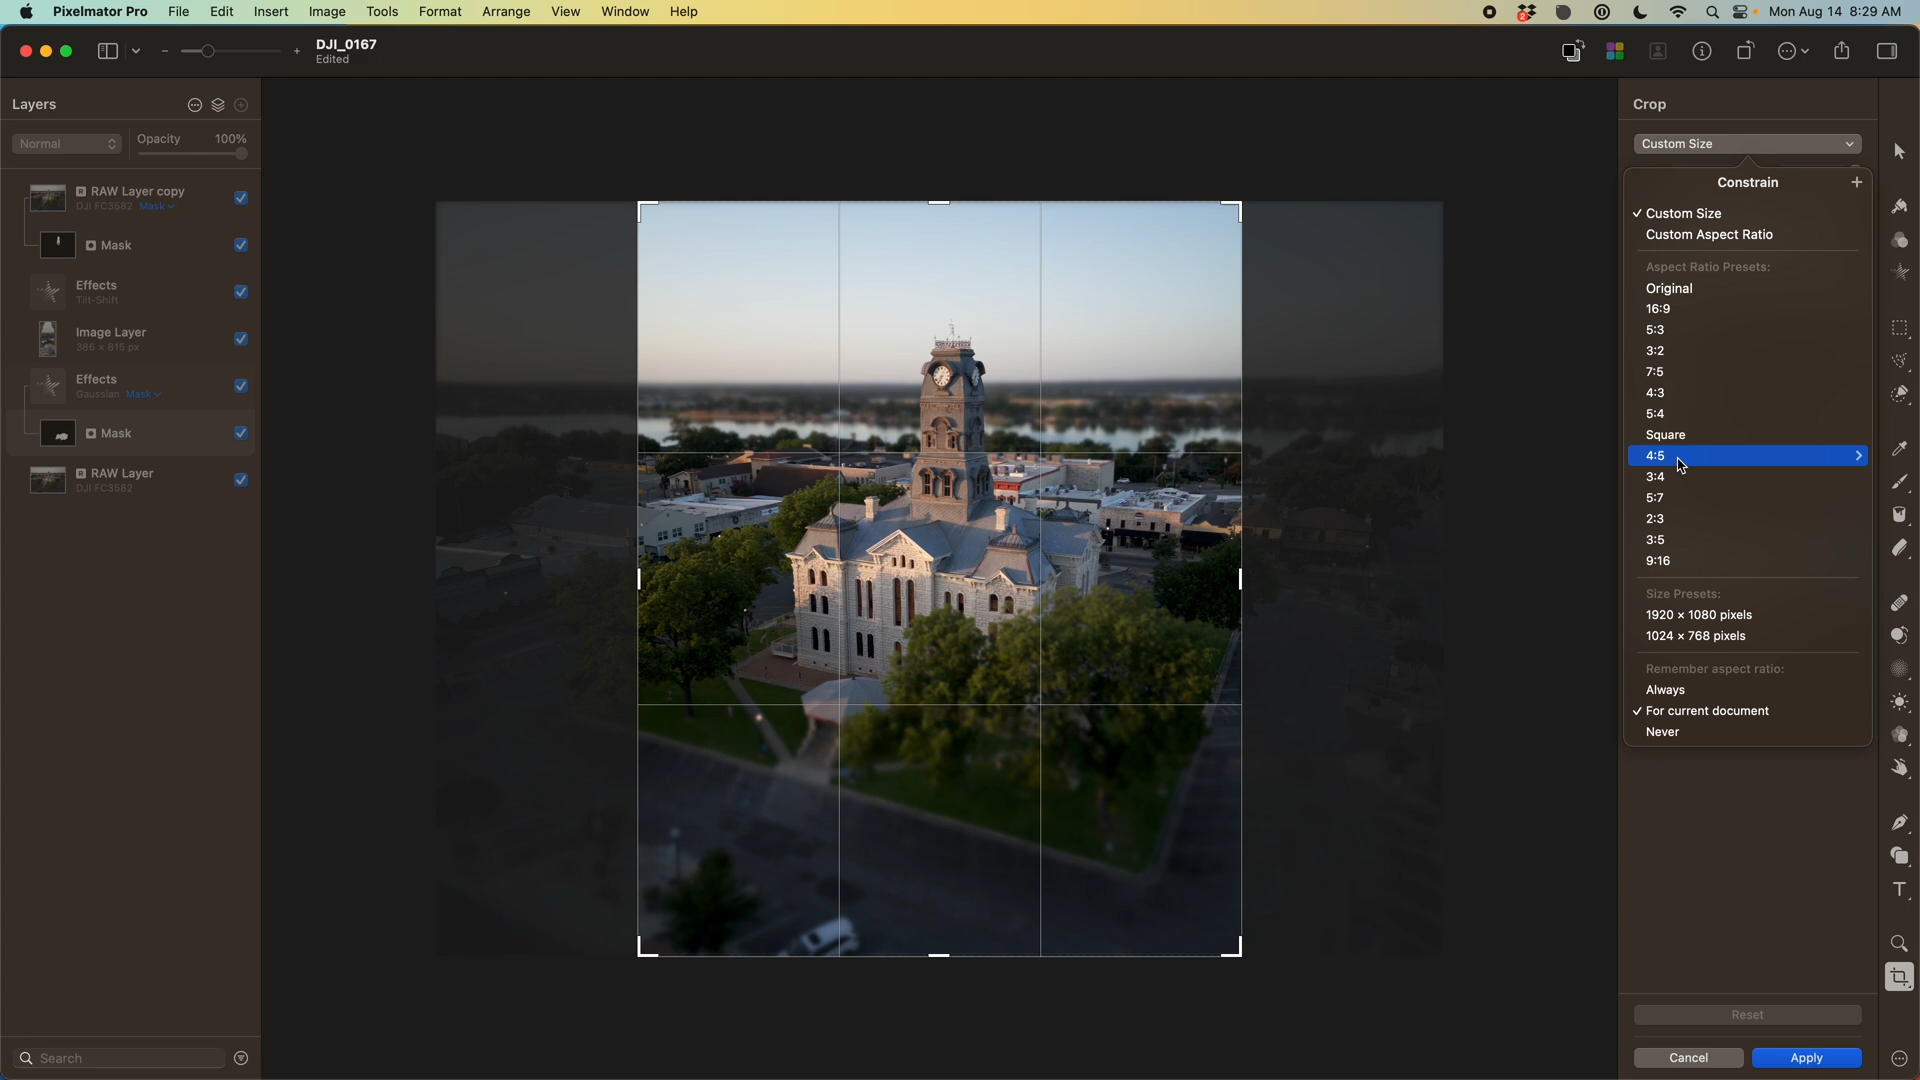 Pixelmator Pro File Edit Insert Image Tools Format Arrange View Window Help 2 Mon Aug 14 8:29 AM
DJI_0167
Edited
Layers
Normal Opacity 100%
RAW Layer copy
DJI FC3582 Mask
Mask
Effects
Tilt-Shift
Image Layer
386 × 815 px
Effects
Gaussian Mask
Mask
RAW Layer
DJI FC3582
Search
Crop
Custom Size
Constrain
Custom Size
Custom Aspect Ratio
Aspect Ratio Presets:
Original
16:9
5:3
3:2
7:5
4:3
5:4
Square
4:5
3:4
5:7
2:3
3:5
9:16
Size Presets:
1920 × 1080 pixels
1024 × 768 pixels
Remember aspect ratio:
Always
For current document
Never
Reset
Cancel Apply